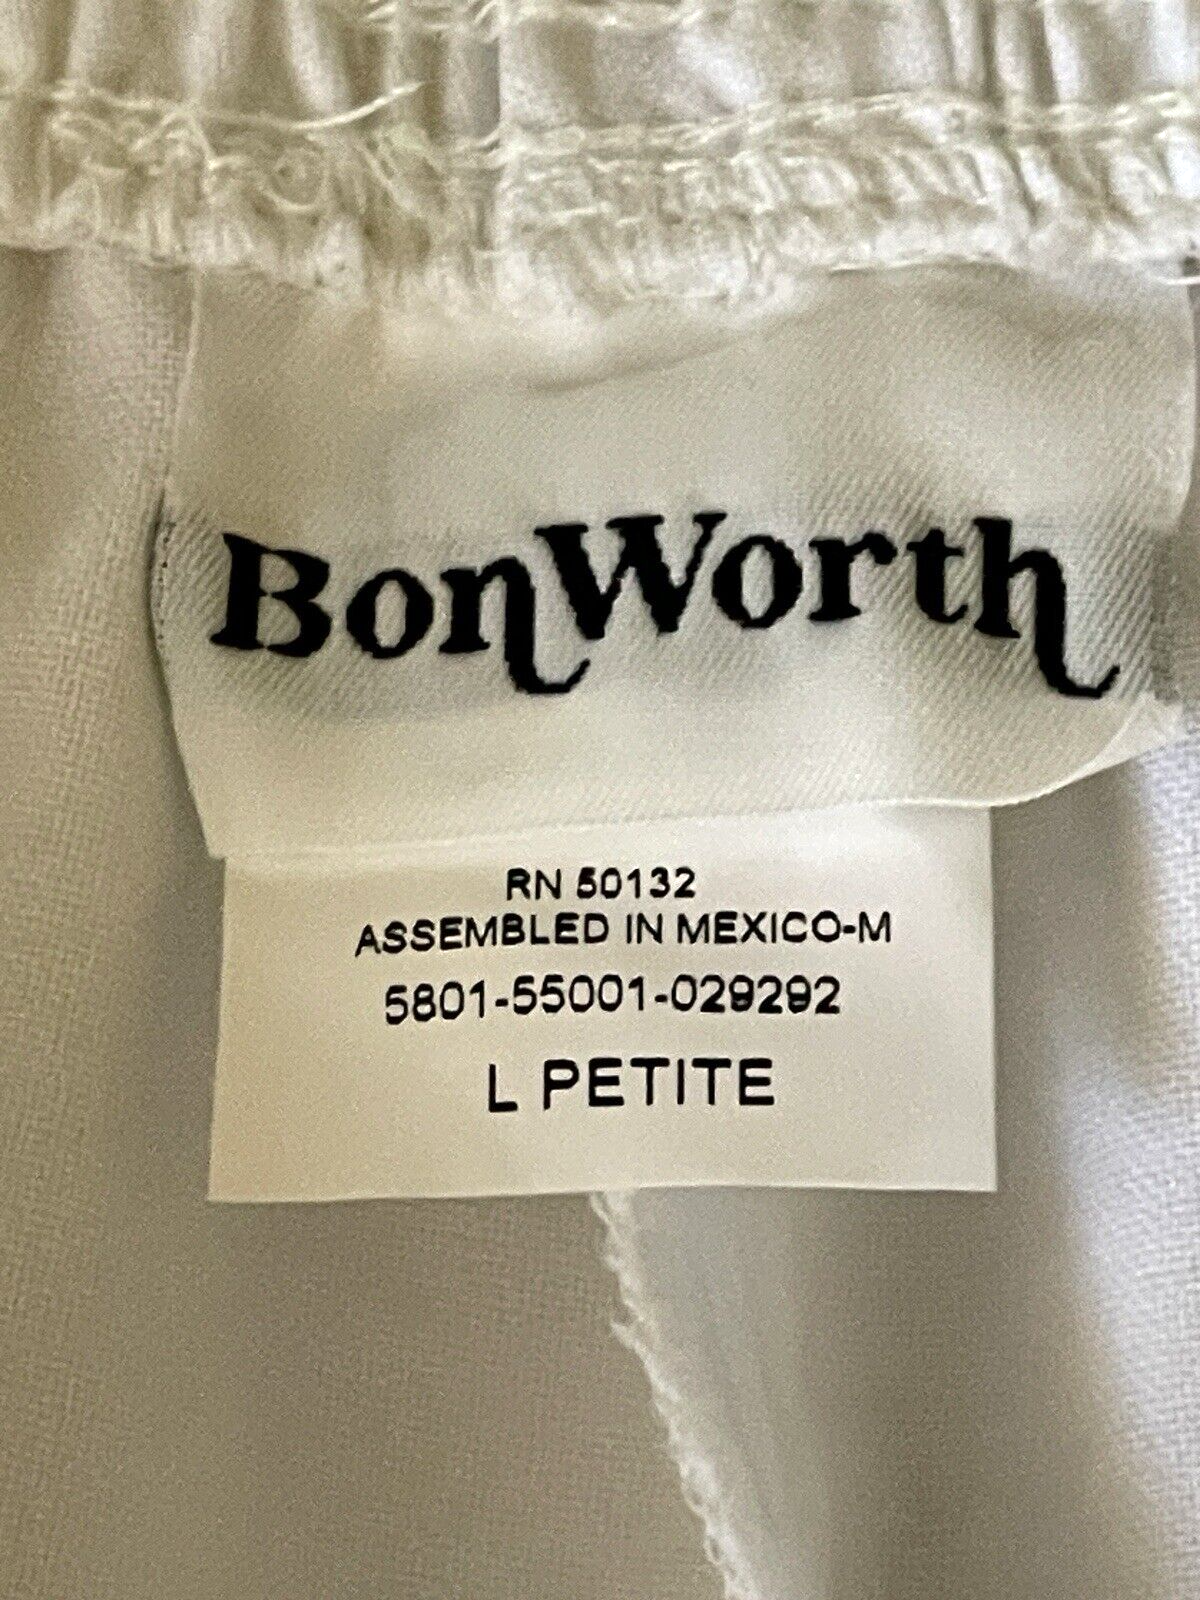 BonWorth
RN 50132
ASSEMBLED IN MEXICO-M
5801-55001-029292
L PETITE